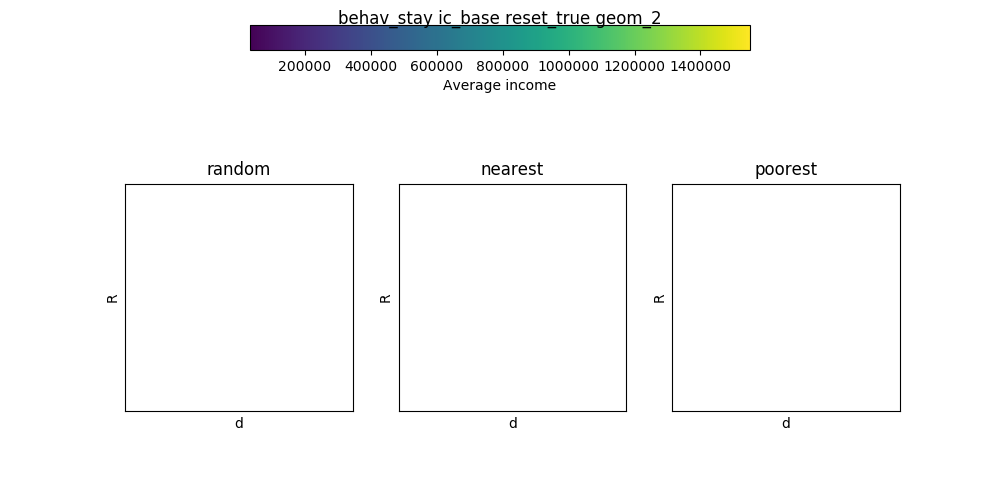 behav_stay ic_base reset_true geom_2
200000 400000 600000 800000 1000000 1200000 1400000
Average income
random nearest poorest
R R R
d d d